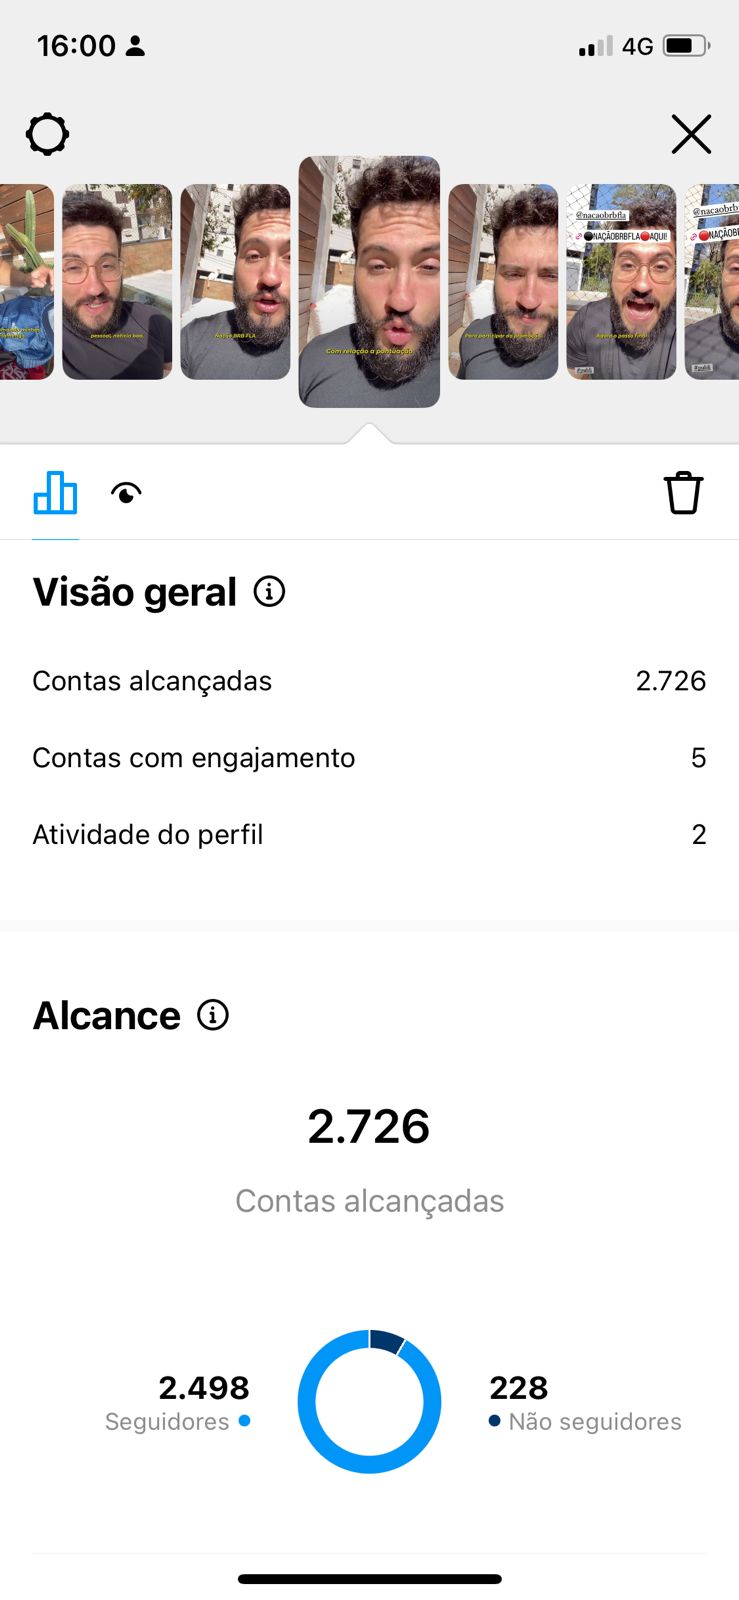 16:00
4G
pessoal, notícia boa.
Nação BRB FLA
Com relação a pontuação
Para participar da promoção
@nacaobrbfla
NAÇÃOBRBFLA AQUI!
Agora o passo final
#publi
@nacaobrb
NAÇÃOBR
#publi
Visão geral
Contas alcançadas 2.726
Contas com engajamento 5
Atividade do perfil 2
Alcance
2.726
Contas alcançadas
2.498
Seguidores
228
Não seguidores